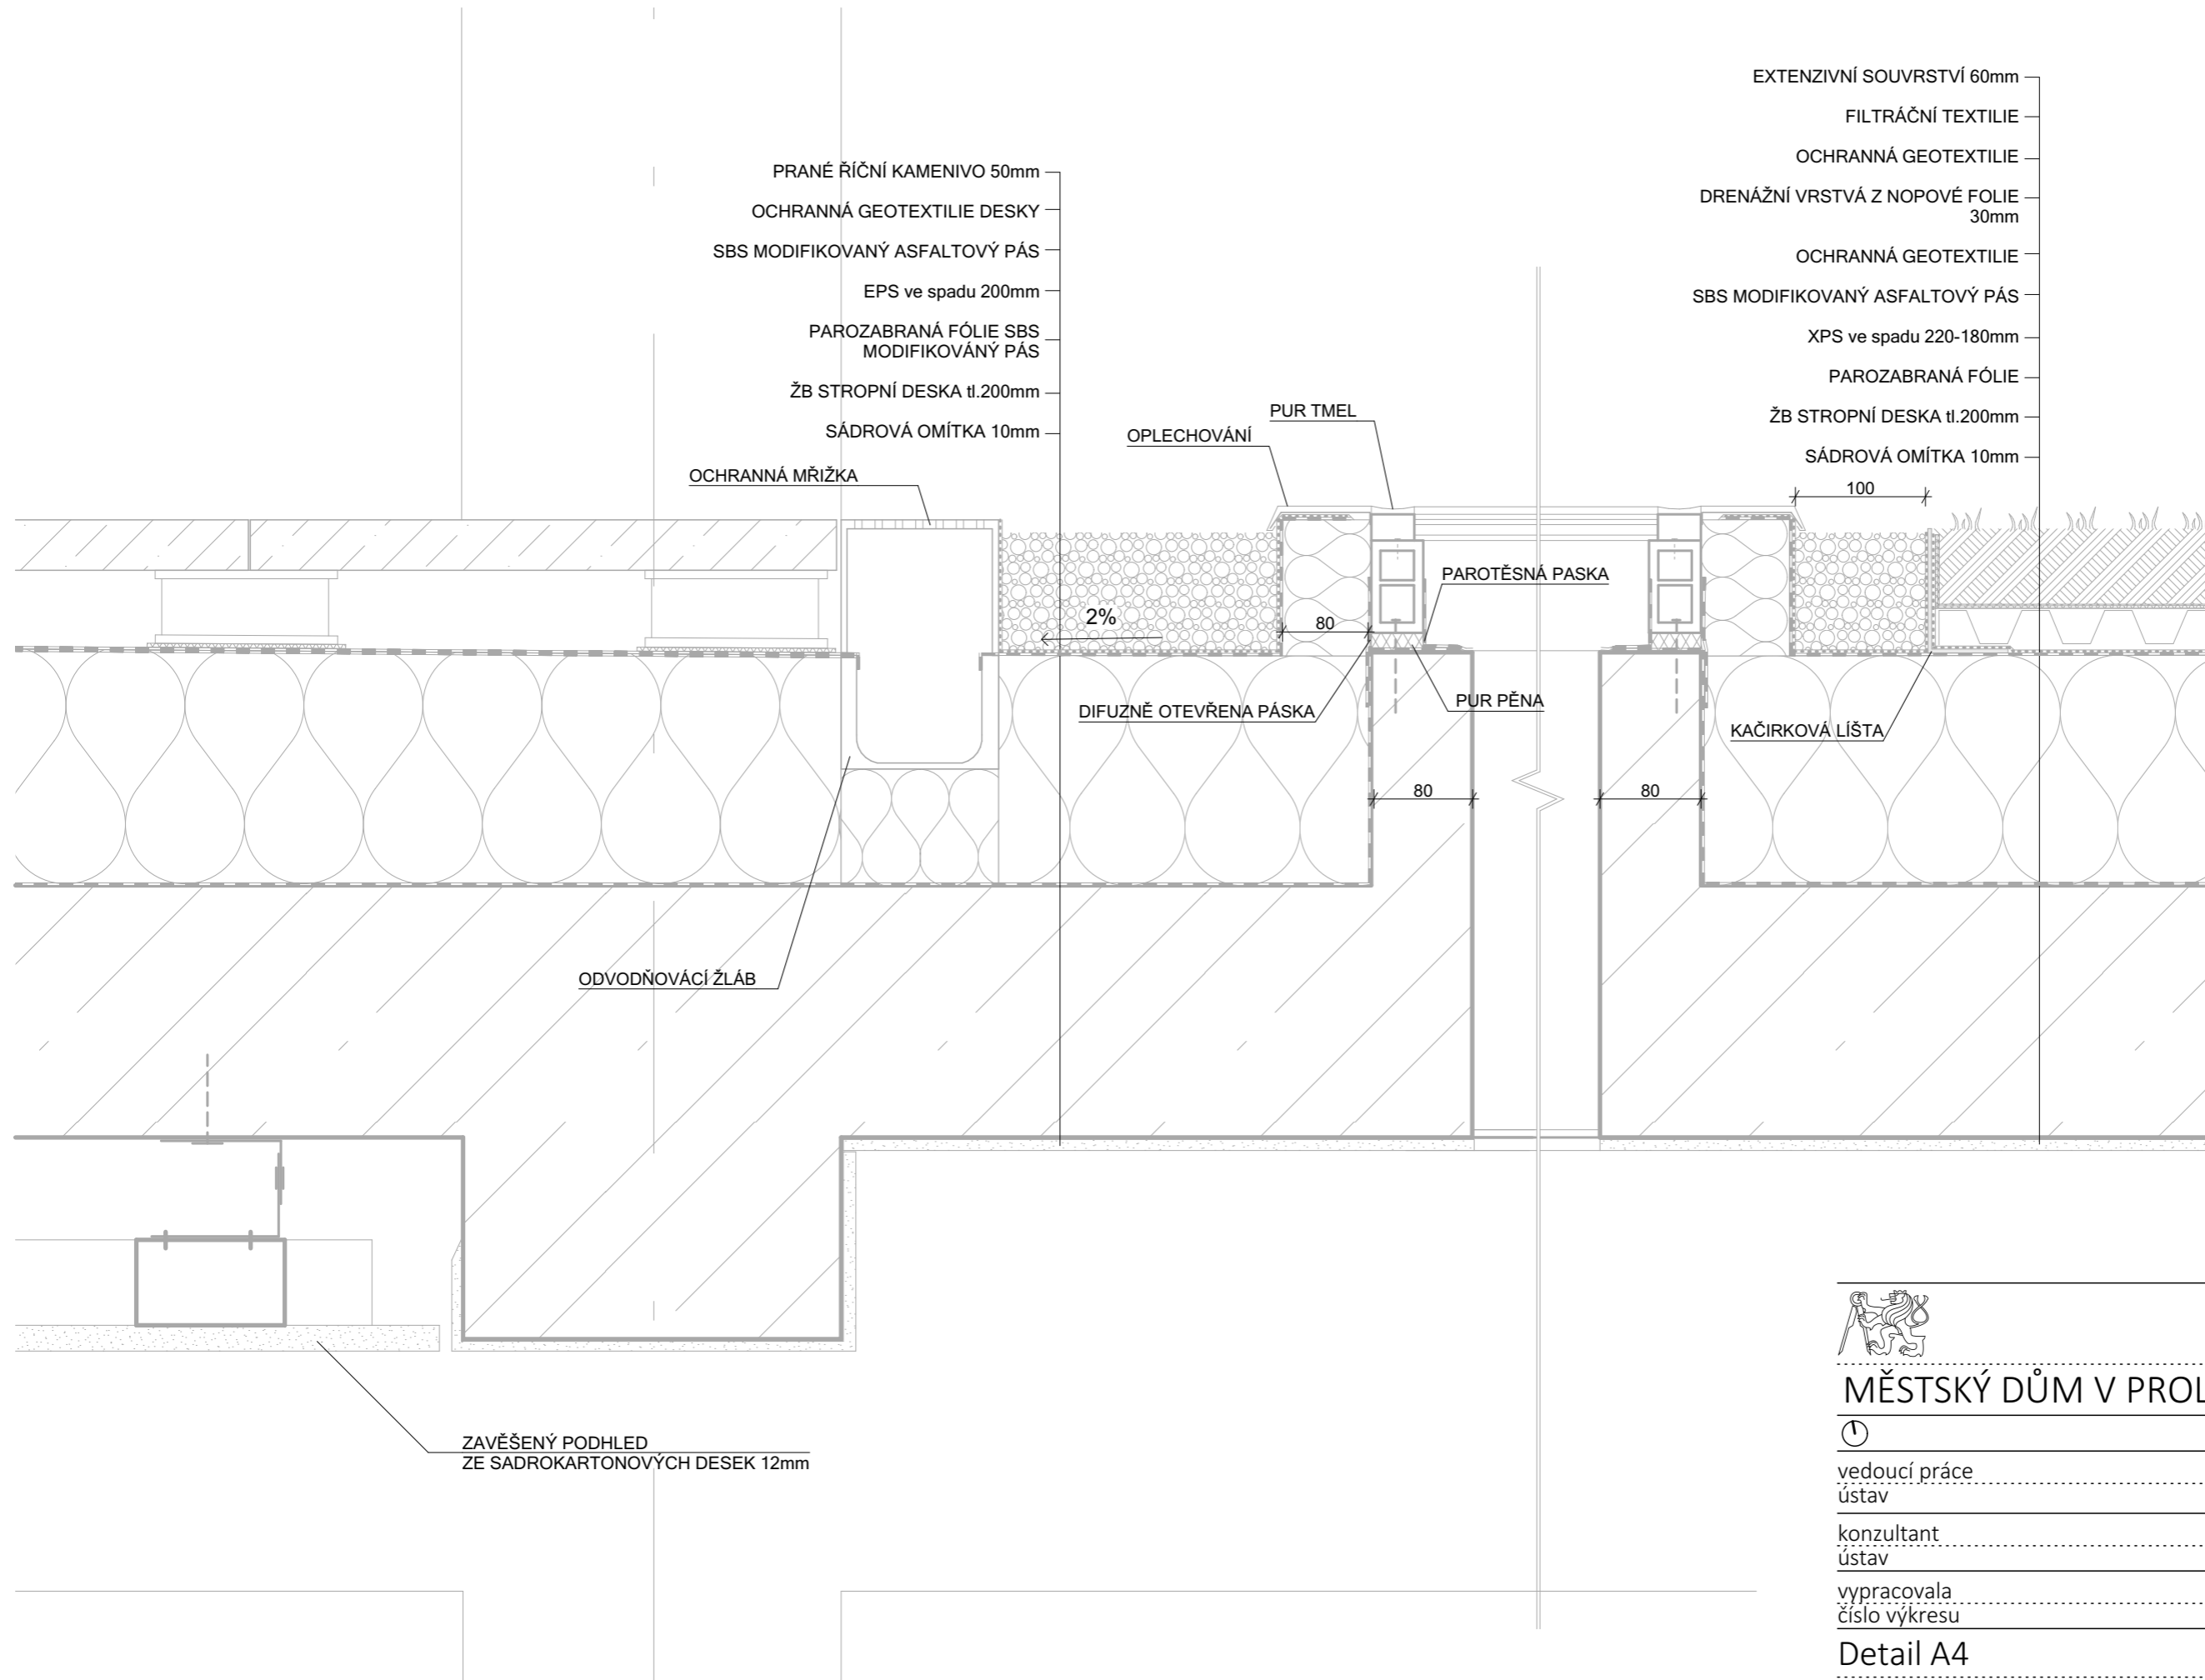 EXTENZIVNÍ SOUVRSTVÍ 60mm
FILTRÁČNÍ TEXTILIE
OCHRANNÁ GEOTEXTILIE
DRENÁŽNÍ VRSTVÁ Z NOPOVÉ FOLIE
30mm
OCHRANNÁ GEOTEXTILIE
SBS MODIFIKOVANÝ ASFALTOVÝ PÁS
XPS ve spadu 220-180mm
PAROZABRANÁ FÓLIE
ŽB STROPNÍ DESKA tl.200mm
SÁDROVÁ OMÍTKA 10mm
PRANÉ ŘÍČNÍ KAMENIVO 50mm
OCHRANNÁ GEOTEXTILIE DESKY
SBS MODIFIKOVANÝ ASFALTOVÝ PÁS
EPS ve spadu 200mm
PAROZABRANÁ FÓLIE SBS
MODIFIKOVÁNÝ PÁS
ŽB STROPNÍ DESKA tl.200mm
SÁDROVÁ OMÍTKA 10mm
PUR TMEL
OPLECHOVÁNÍ
OCHRANNÁ MŘIŽKA
100
PAROTĚSNÁ PASKA
2%
80
DIFUZNĚ OTEVŘENA PÁSKA
PUR PĚNA
KAČIRKOVÁ LÍŠTA
80
80
ODVODŇOVÁCÍ ŽLÁB
ZAVĚŠENÝ PODHLED
ZE SADROKARTONOVÝCH DESEK 12mm
MĚSTSKÝ DŮM V PROL
vedoucí práce
ústav
konzultant
ústav
vypracovala
číslo výkresu
Detail A4